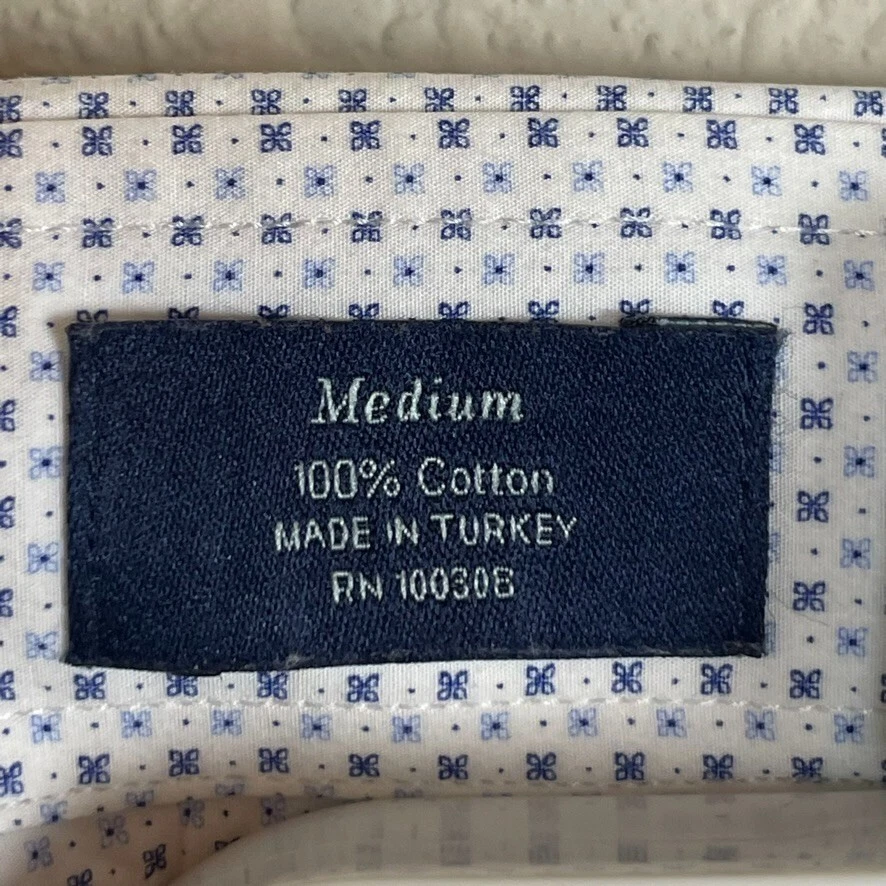 Medium
100% Cotton
MADE IN TURKEY
RN 100308